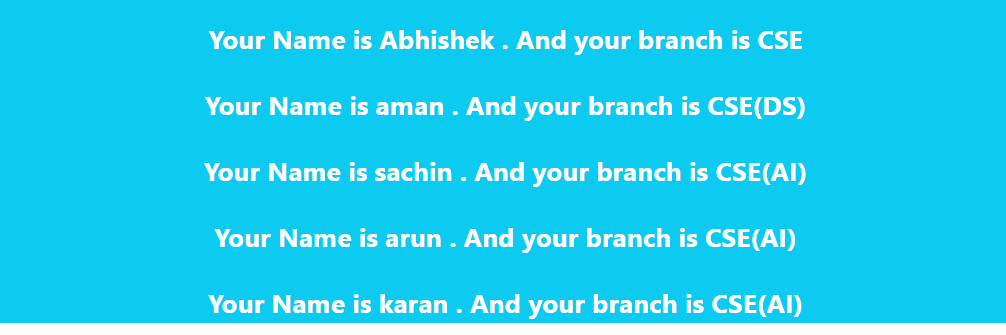 Your Name is Abhishek . And your branch is CSE
Your Name is aman . And your branch is CSE(DS)
Your Name is sachin . And your branch is CSE(AI)
Your Name is arun . And your branch is CSE(AI)
Your Name is karan . And your branch is CSE(AI)